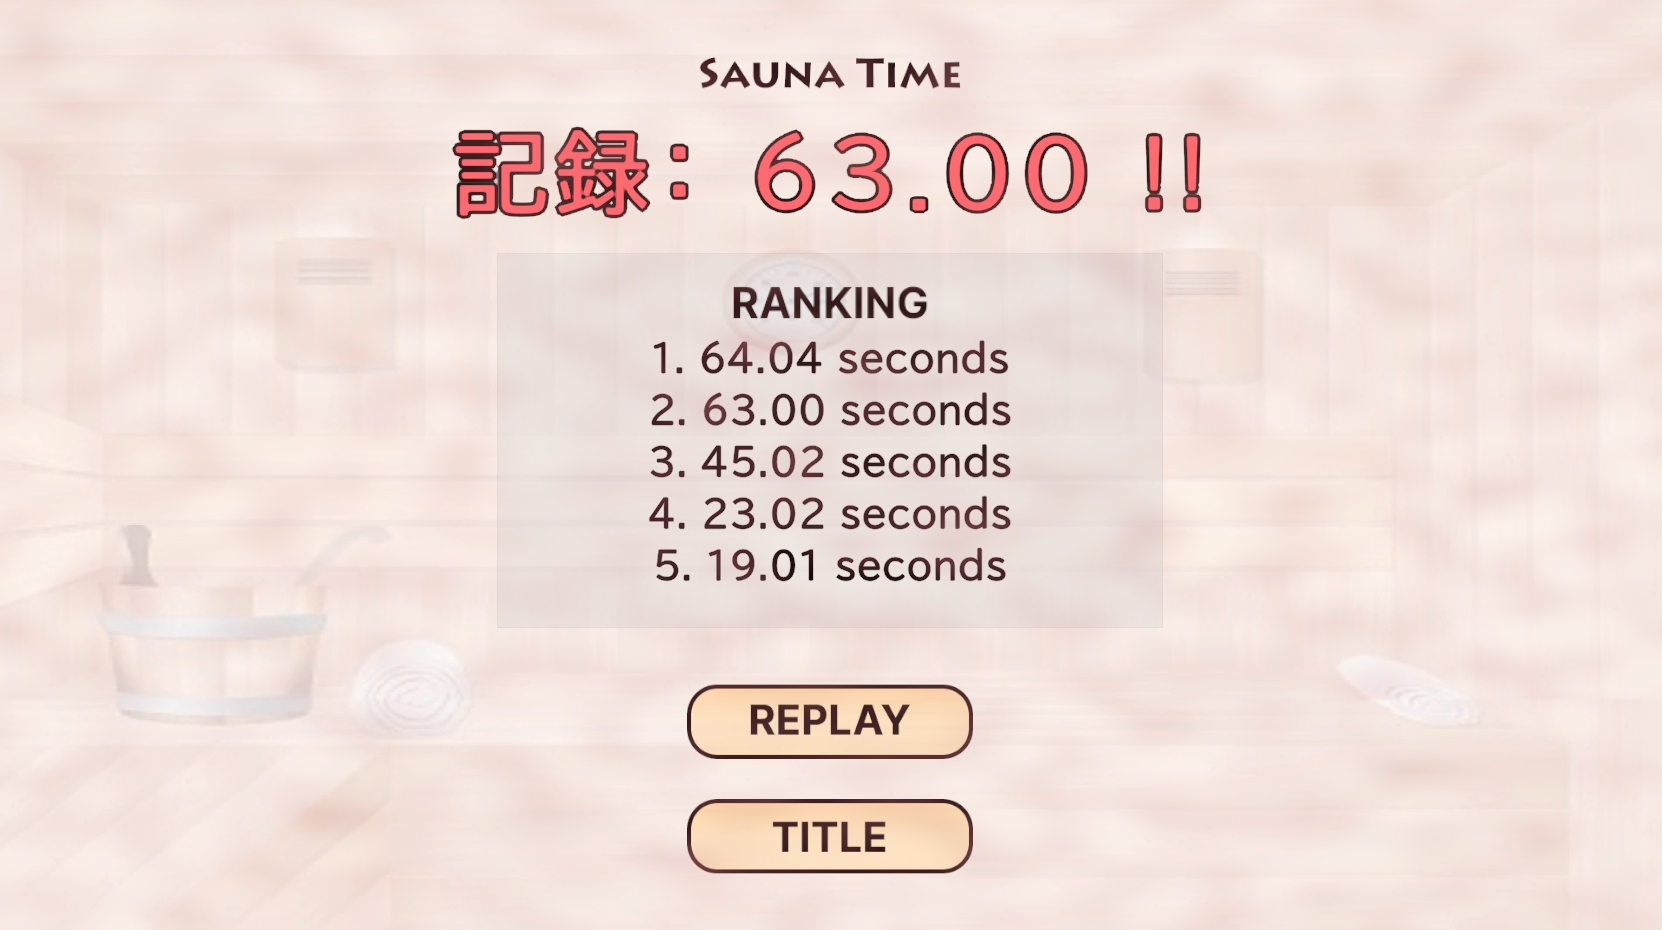 SAUNA TIME
記録: 63.00 !!
RANKING
1. 64.04 seconds
2. 63.00 seconds
3. 45.02 seconds
4. 23.02 seconds
5. 19.01 seconds
REPLAY
TITLE